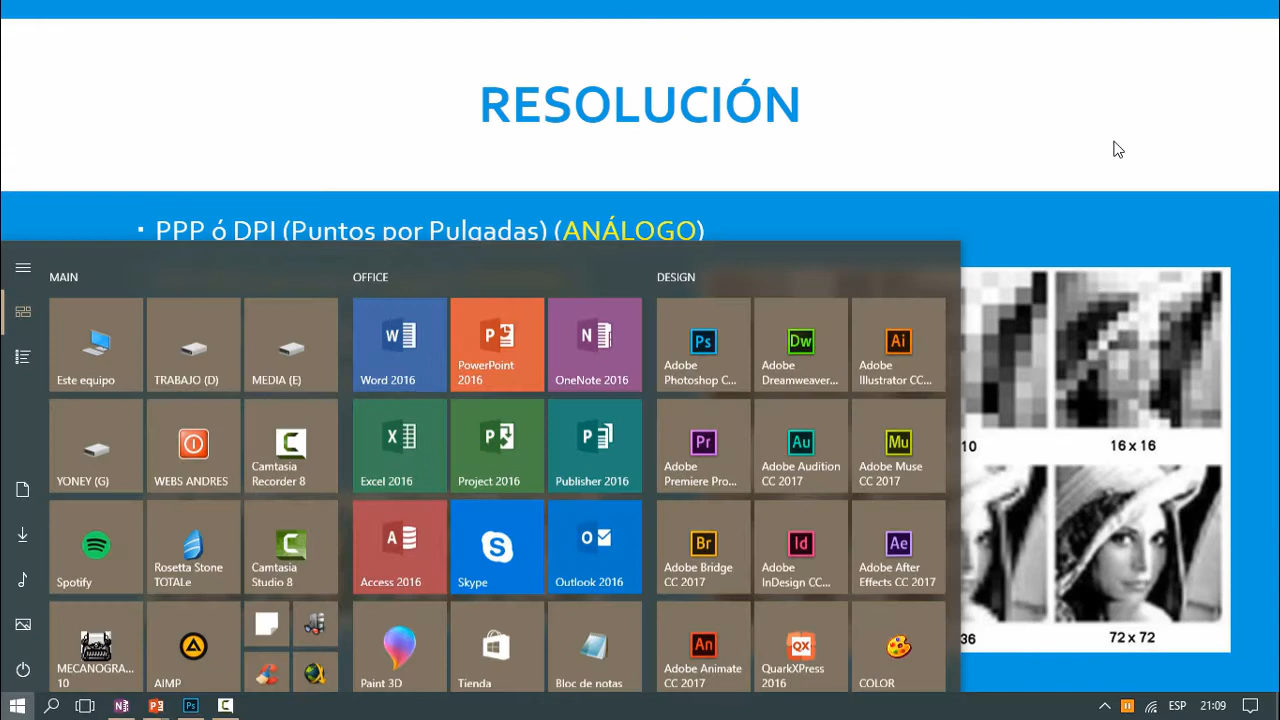 RESOLUCIÓN
▪ PPP ó DPI (Puntos por Pulgadas) (ANÁLOGO)
MAIN
OFFICE
DESIGN
Este equipo
TRABAJO (D)
MEDIA (E)
Word 2016
PowerPoint
2016
OneNote 2016
Adobe
Photoshop C...
Adobe
Dreamweaver...
Adobe
Illustrator CC...
YONEY (G)
WEBS ANDRES
Camtasia
Recorder 8
Excel 2016
Project 2016
Publisher 2016
Adobe
Premiere Pro...
Adobe Audition
CC 2017
Adobe Muse
CC 2017
10
16 x 16
Spotify
Rosetta Stone
TOTALe
Camtasia
Studio 8
Access 2016
Skype
Outlook 2016
Adobe Bridge
CC 2017
Adobe
InDesign CC...
Adobe After
Effects CC 2017
36
72 x 72
MECANOGRA...
10
AIMP
Paint 3D
Tienda
Bloc de notas
Adobe Animate
CC 2017
QuarkXPress
2016
COLOR
ESP
21:09